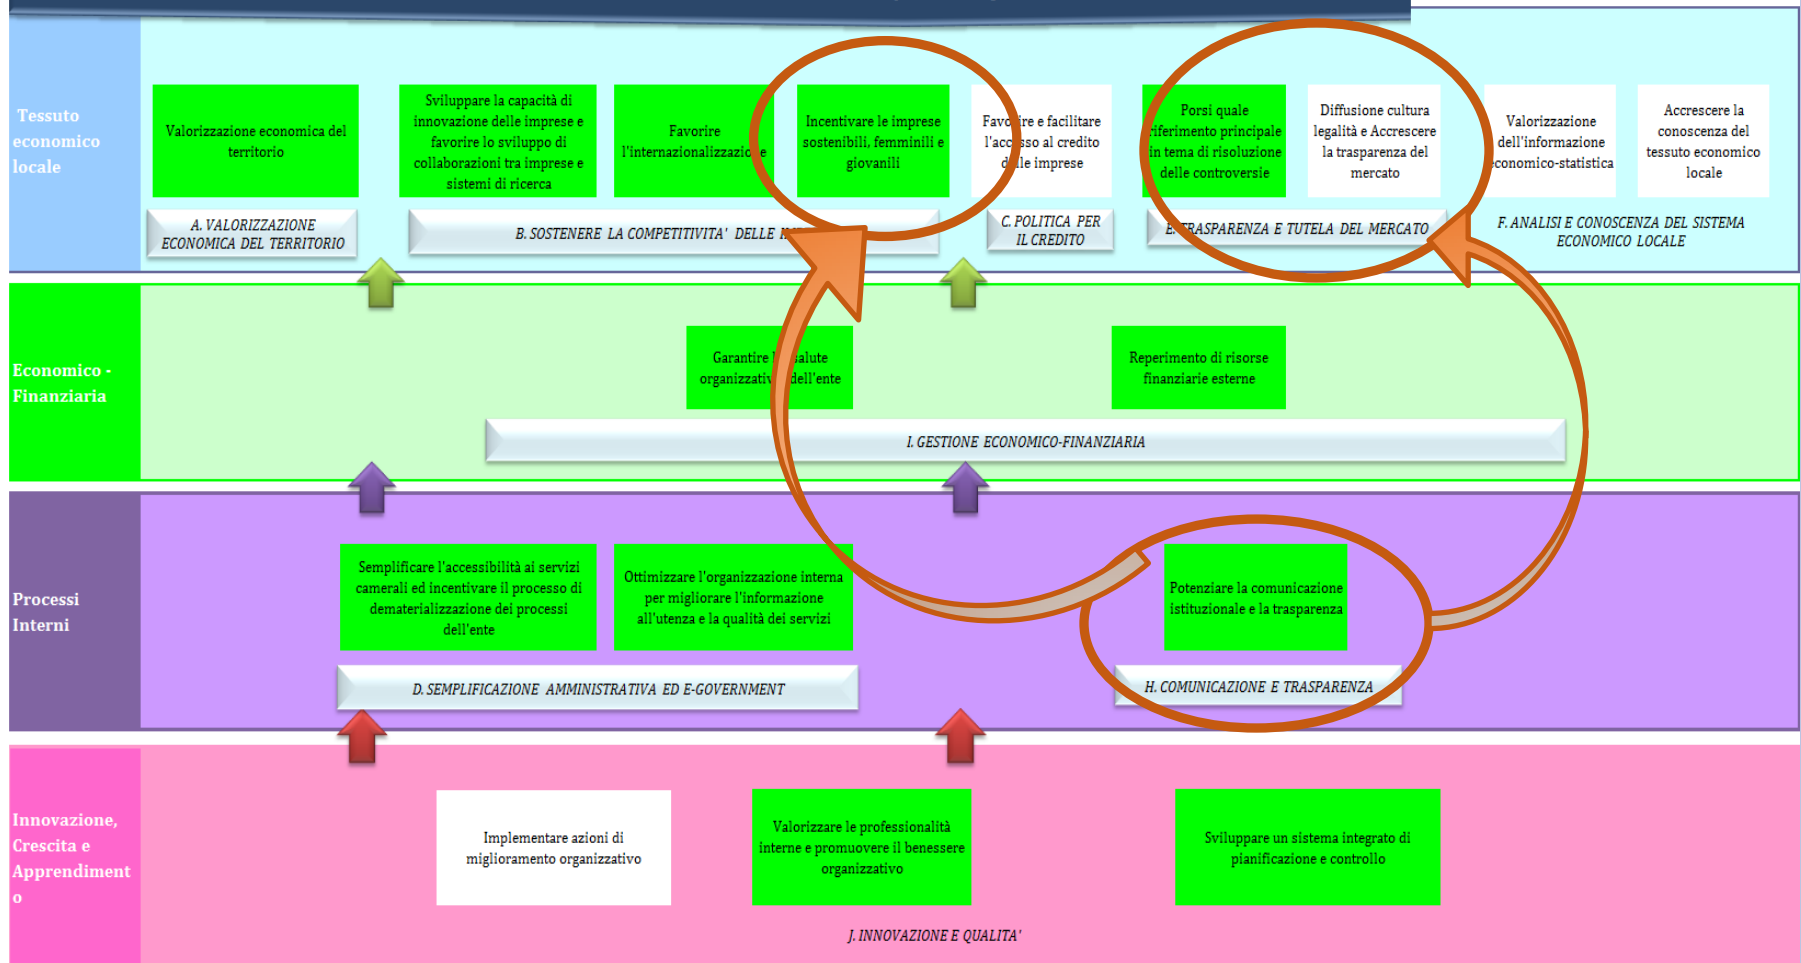 Tessuto
economico
locale
Valorizzazione economica del
territorio
Sviluppare la capacità di
innovazione delle imprese e
favorire lo sviluppo di
collaborazioni tra imprese e
sistemi di ricerca
Favorire
l'internazionalizzazione
Incentivare le imprese
sostenibili, femminili e
giovanili
Favorire e facilitare
l'accesso al credito
delle imprese
Porsi quale
riferimento principale
in tema di risoluzione
delle controversie
Diffusione cultura
legalità e Accrescere
la trasparenza del
mercato
Valorizzazione
dell'informazione
economico-statistica
Accrescere la
conoscenza del
tessuto economico
locale
A. VALORIZZAZIONE
ECONOMICA DEL TERRITORIO
B. SOSTENERE LA COMPETITIVITA' DELLE
C. POLITICA PER
IL CREDITO
E. TRASPARENZA E TUTELA DEL MERCATO
F. ANALISI E CONOSCENZA DEL SISTEMA
ECONOMICO LOCALE
Economico -
Finanziaria
Garantire la salute
organizzativa dell'ente
Reperimento di risorse
finanziarie esterne
I. GESTIONE ECONOMICO-FINANZIARIA
Processi
Interni
Semplificare l'accessibilità ai servizi
camerali ed incentivare il processo di
dematerializzazione dei processi
dell'ente
Ottimizzare l'organizzazione interna
per migliorare l'informazione
all'utenza e la qualità dei servizi
Potenziare la comunicazione
istituzionale e la trasparenza
D. SEMPLIFICAZIONE AMMINISTRATIVA ED E-GOVERNMENT
H. COMUNICAZIONE E TRASPARENZA
Innovazione,
Crescita e
Apprendiment
o
Implementare azioni di
miglioramento organizzativo
Valorizzare le professionalità
interne e promuovere il benessere
organizzativo
Sviluppare un sistema integrato di
pianificazione e controllo
J. INNOVAZIONE E QUALITA'